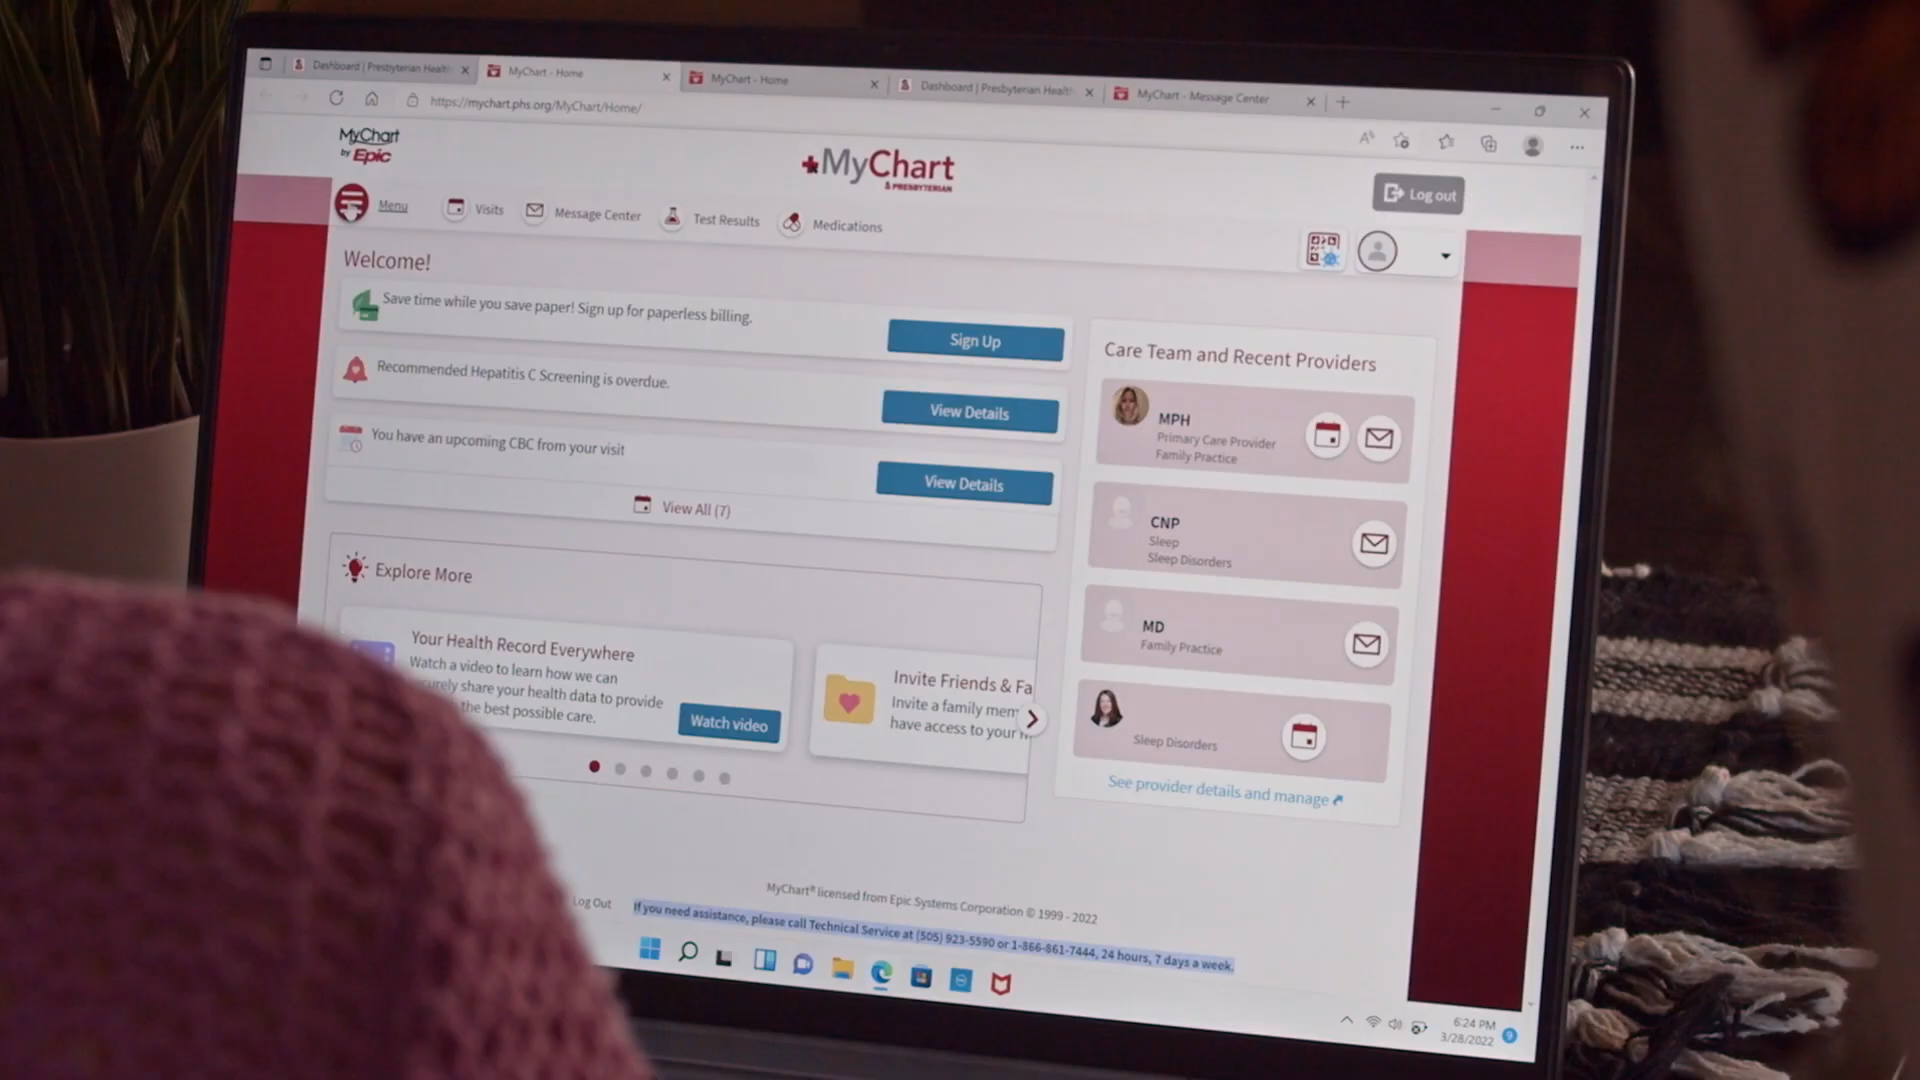 Dashboard | Presbyterian Health
MyChart - Home
MyChart - Home
Dashboard | Presbyterian Health
MyChart - Message Center
https://mychart.phs.org/MyChart/Home/
MyChart
by Epic
MyChart
PRESBYTERIAN
Log out
Menu
Visits
Message Center
Test Results
Medications
Welcome!
Save time while you save paper! Sign up for paperless billing.
Sign Up
Recommended Hepatitis C Screening is overdue.
View Details
You have an upcoming CBC from your visit
View Details
View All (7)
Explore More
Your Health Record Everywhere
Watch a video to learn how we can
urely share your health data to provide
the best possible care.
Watch video
Invite Friends & Fa
Invite a family mem
have access to your
Care Team and Recent Providers
MPH
Primary Care Provider
Family Practice
CNP
Sleep
Sleep Disorders
MD
Family Practice
Sleep Disorders
See provider details and manage
MyChart® licensed from Epic Systems Corporation © 1999 - 2022
Log Out
If you need assistance, please call Technical Service at (505) 923-5590 or 1-866-861-7444, 24 hours, 7 days a week.
6:24 PM
3/28/2022
9